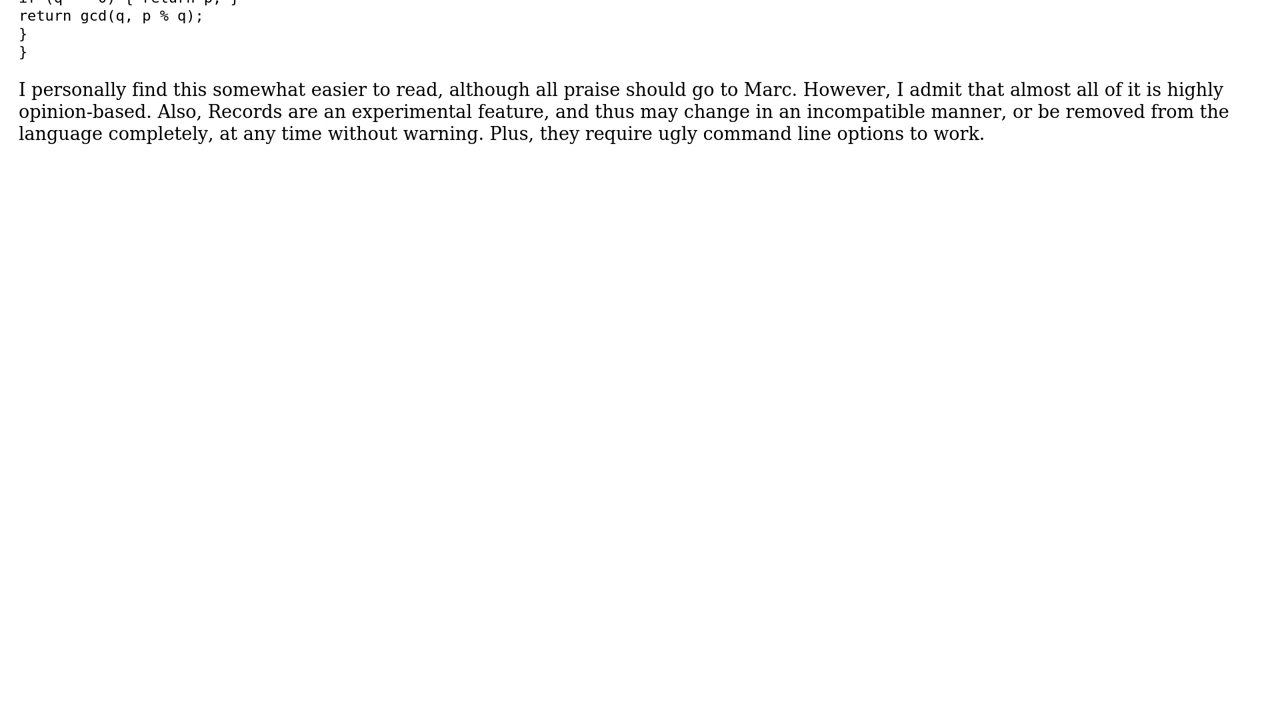 return gcd(q, p % q);
}
}
I personally find this somewhat easier to read, although all praise should go to Marc. However, I admit that almost all of it is highly
opinion-based. Also, Records are an experimental feature, and thus may change in an incompatible manner, or be removed from the
language completely, at any time without warning. Plus, they require ugly command line options to work.